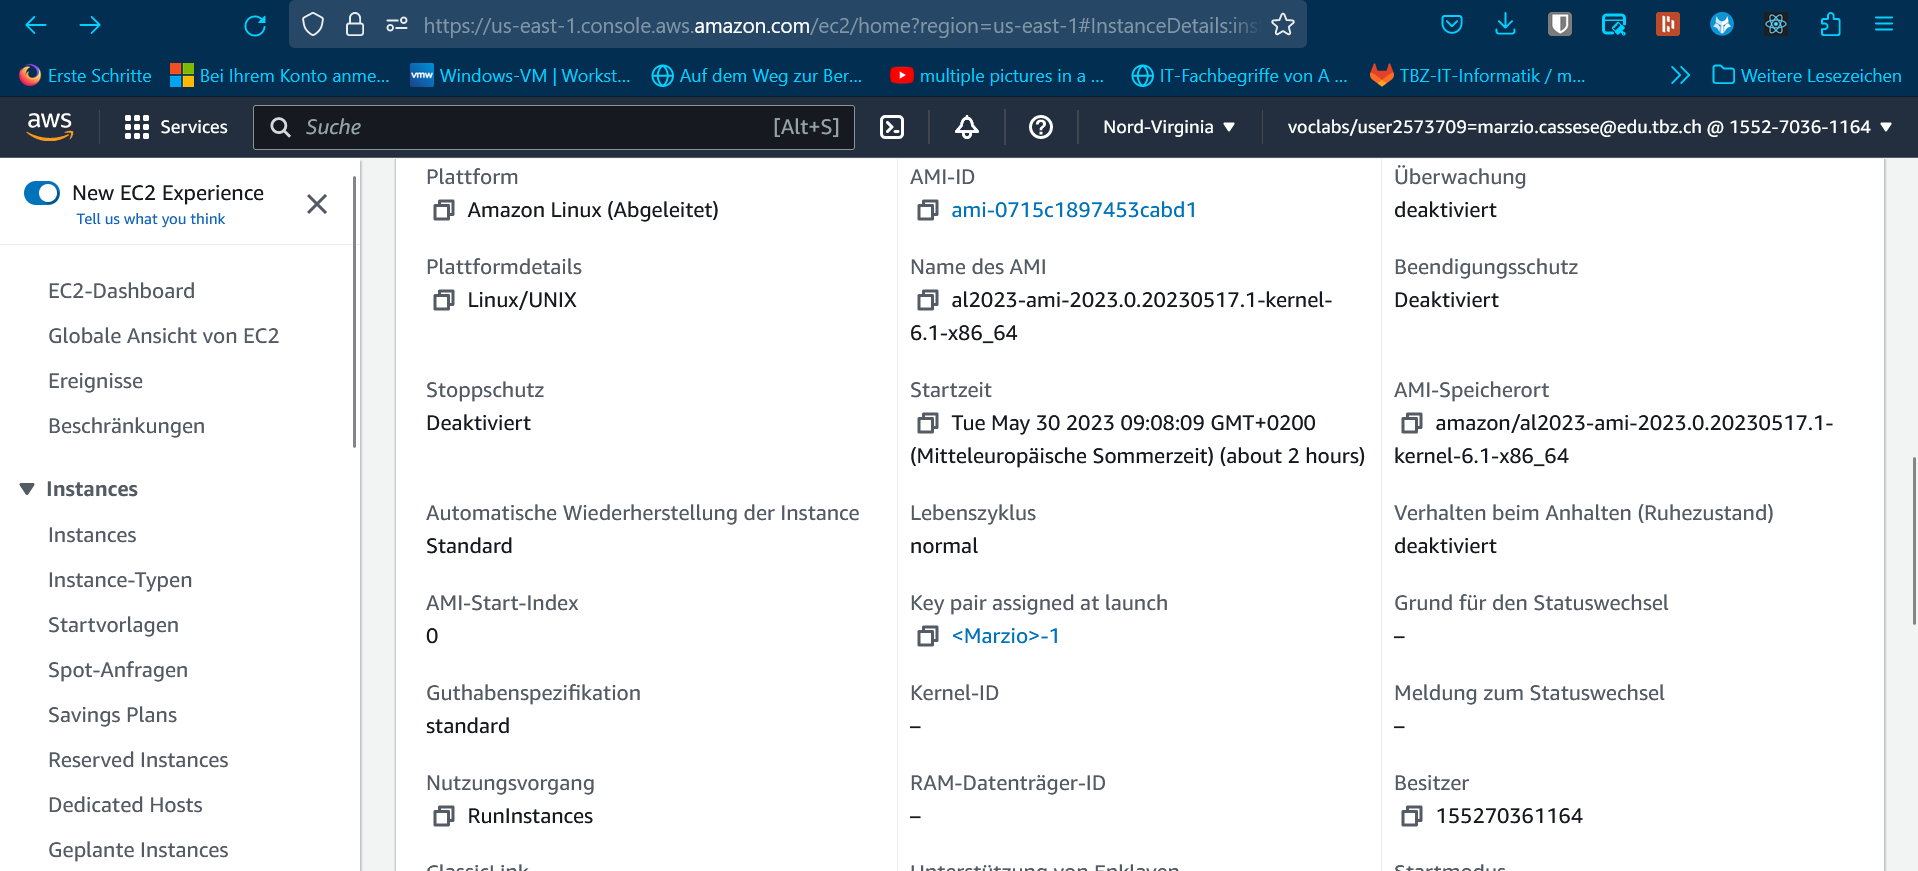 https://us-east-1.console.aws.amazon.com/ec2/home?region=us-east-1#InstanceDetails:ins
Erste Schritte
Bei Ihrem Konto anme...
vmw
Windows-VM | Workst...
Auf dem Weg zur Ber...
multiple pictures in a ...
IT-Fachbegriffe von A ...
TBZ-IT-Informatik / m...
Weitere Lesezeichen
aws
Services
Suche
[Alt+S]
Nord-Virginia
voclabs/user2573709=marzio.cassese@edu.tbz.ch @ 1552-7036-1164
New EC2 Experience
Tell us what you think
EC2-Dashboard
Globale Ansicht von EC2
Ereignisse
Beschränkungen
Instances
Instances
Instance-Typen
Startvorlagen
Spot-Anfragen
Savings Plans
Reserved Instances
Dedicated Hosts
Geplante Instances
Plattform
Amazon Linux (Abgeleitet)
AMI-ID
ami-0715c1897453cabd1
Überwachung
deaktiviert
Plattformdetails
Linux/UNIX
Name des AMI
al2023-ami-2023.0.20230517.1-kernel-
6.1-x86_64
Beendigungsschutz
Deaktiviert
Stoppschutz
Deaktiviert
Startzeit
Tue May 30 2023 09:08:09 GMT+0200
(Mitteleuropäische Sommerzeit) (about 2 hours)
AMI-Speicherort
amazon/al2023-ami-2023.0.20230517.1-
kernel-6.1-x86_64
Automatische Wiederherstellung der Instance
Standard
Lebenszyklus
normal
Verhalten beim Anhalten (Ruhezustand)
deaktiviert
AMI-Start-Index
0
Key pair assigned at launch
<Marzio>-1
Grund für den Statuswechsel
–
Guthabenspezifikation
standard
Kernel-ID
–
Meldung zum Statuswechsel
–
Nutzungsvorgang
RunInstances
RAM-Datenträger-ID
–
Besitzer
155270361164
ClassicLink
Unterstützung von Enklaven
Startmodus